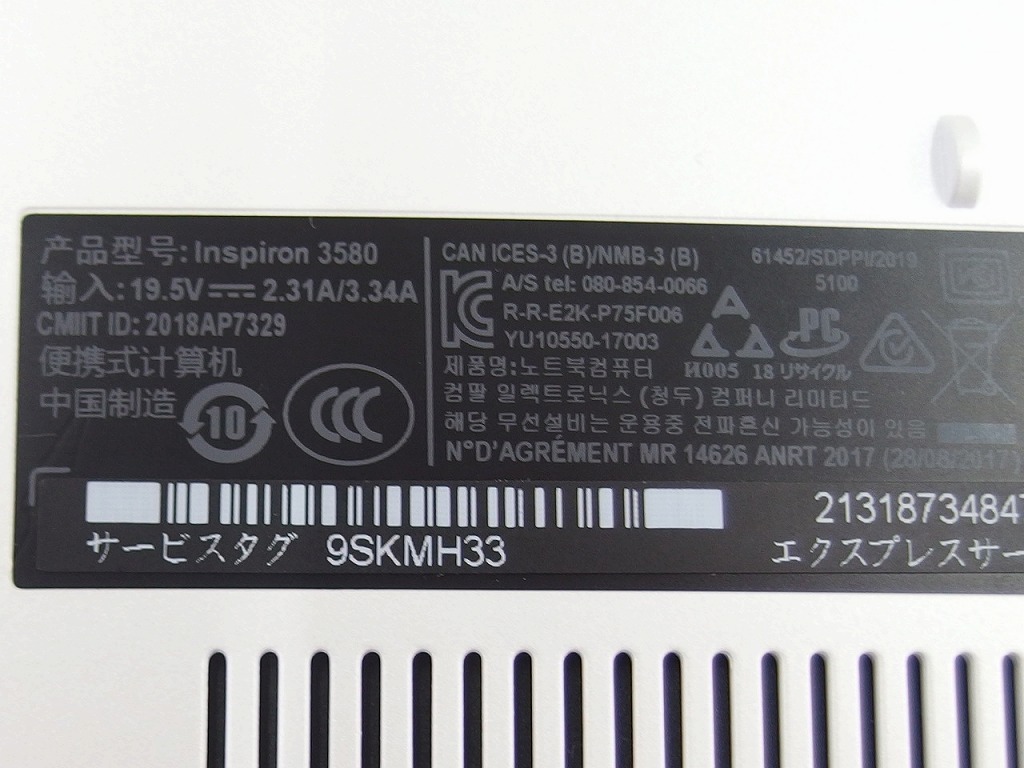 产品型号: Inspiron 3580
输入: 19.5V 2.31A/3.34A
CMIIT ID: 2018AP7329
便携式计算机
中国制造
10
CAN ICES-3 (B)/NMB-3 (B)
A/S tel: 080-854-0066
R-R-E2K-P75F006
YU10550-17003
제품명: 노트북컴퓨터
컴팔 일렉트로닉스 (청두) 컴퍼니 리미티드
해당 무선설비는 운용중 전파혼신 가능성이 있음
N°D'AGRÉMENT MR 14626 ANRT 2017 (28/08/2017)
61452/SDPPI/2019
5100
PC
H005 18 リサイクル
サービスタグ 9SKMH33
2131873484
エクスプレスサー